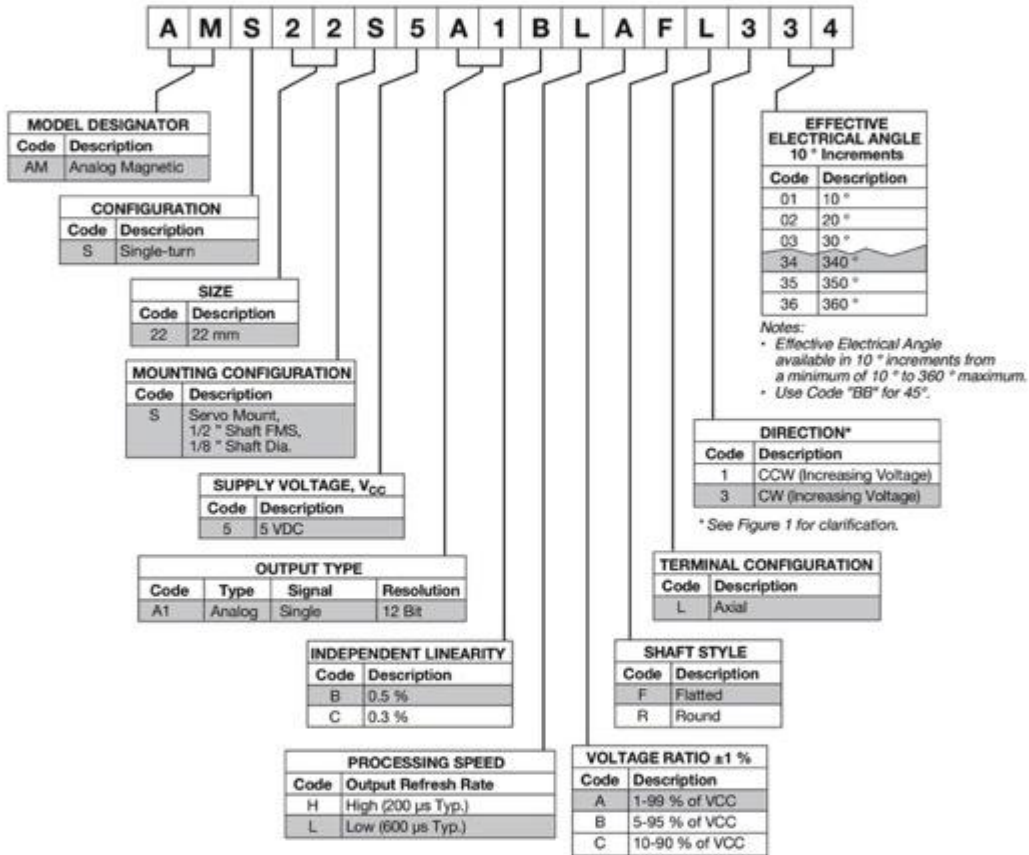 A M S 2 2 S 5 A 1 B L A F L 3 3 4
MODEL DESIGNATOR
Code Description
AM Analog Magnetic
CONFIGURATION
Code Description
S Single-turn
SIZE
Code Description
22 22 mm
MOUNTING CONFIGURATION
Code Description
S Servo Mount,
1/2 " Shaft FMS,
1/8 " Shaft Dia.
SUPPLY VOLTAGE, VCC
Code Description
5 5 VDC
OUTPUT TYPE
Code Type Signal Resolution
A1 Analog Single 12 Bit
INDEPENDENT LINEARITY
Code Description
B 0.5 %
C 0.3 %
PROCESSING SPEED
Code Output Refresh Rate
H High (200 µs Typ.)
L Low (600 µs Typ.)
VOLTAGE RATIO ±1 %
Code Description
A 1-99 % of VCC
B 5-95 % of VCC
C 10-90 % of VCC
SHAFT STYLE
Code Description
F Flatted
R Round
TERMINAL CONFIGURATION
Code Description
L Axial
DIRECTION*
Code Description
1 CCW (Increasing Voltage)
3 CW (Increasing Voltage)
* See Figure 1 for clarification.
EFFECTIVE
ELECTRICAL ANGLE
10 ° Increments
Code Description
01 10 °
02 20 °
03 30 °
34 340 °
35 350 °
36 360 °
Notes:
• Effective Electrical Angle
available in 10 ° increments from
a minimum of 10 ° to 360 ° maximum.
• Use Code "BB" for 45°.